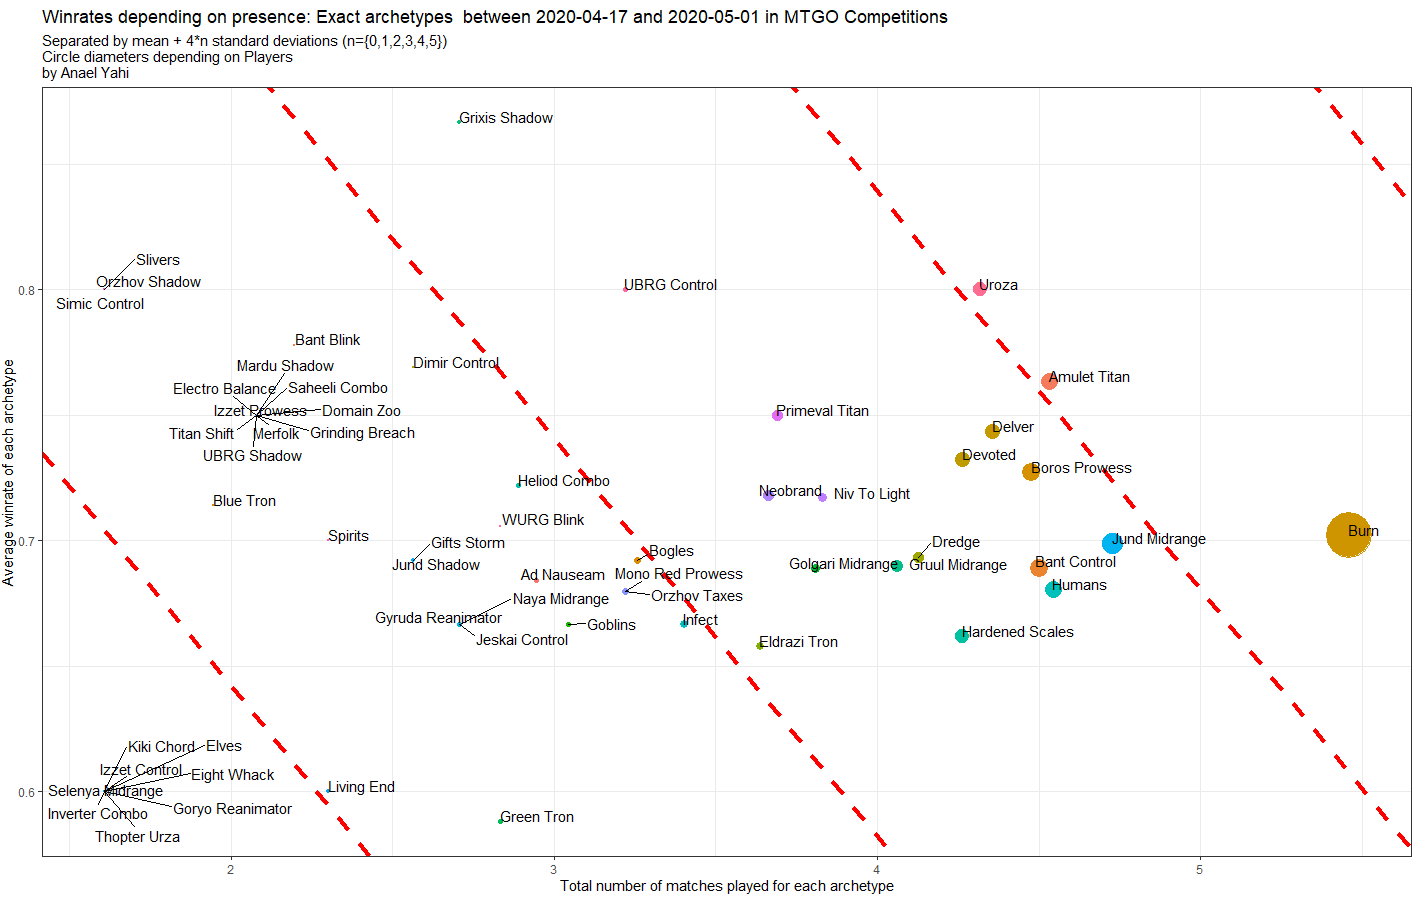 Winrates depending on presence: Exact archetypes  between 2020-04-17 and 2020-05-01 in MTGO Competitions
Separated by mean + 4*n standard deviations (n={0,1,2,3,4,5})
Circle diameters depending on Players
by Anael Yahi
Average winrate of each archetype
0.8
0.7
0.6
Grixis Shadow
Slivers
Orzhov Shadow
Simic Control
UBRG Control
Uroza
Bant Blink
Mardu Shadow
Dimir Control
Electro Balance
Saheeli Combo
Amulet Titan
Izzet Prowess
Domain Zoo
Primeval Titan
Titan Shift
Merfolk
Grinding Breach
Delver
UBRG Shadow
Devoted
Boros Prowess
Heliod Combo
Neobrand
Niv To Light
Blue Tron
WURG Blink
Burn
Spirits
Gifts Storm
Jund Midrange
Dredge
Bogles
Jund Shadow
Golgari Midrange
Gruul Midrange
Bant Control
Ad Nauseam
Mono Red Prowess
Humans
Naya Midrange
Orzhov Taxes
Gyruda Reanimator
Infect
Goblins
Jeskai Control
Hardened Scales
Eldrazi Tron
Kiki Chord
Elves
Izzet Control
Eight Whack
Selenya Midrange
Living End
Inverter Combo
Goryo Reanimator
Green Tron
Thopter Urza
2
3
4
5
Total number of matches played for each archetype